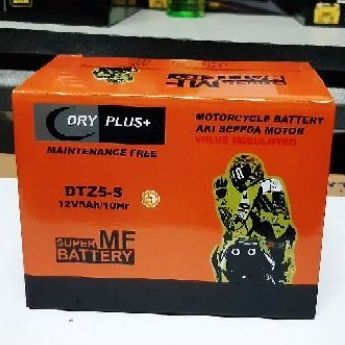 DRY PLUS+
MAINTENANCE FREE
MOTORCYCLE BATTERY
AKI SEPEDA MOTOR
VALVE REGULATED
DTZ5-S
12V5Ah/10Hr
SUPER MF
BATTERY